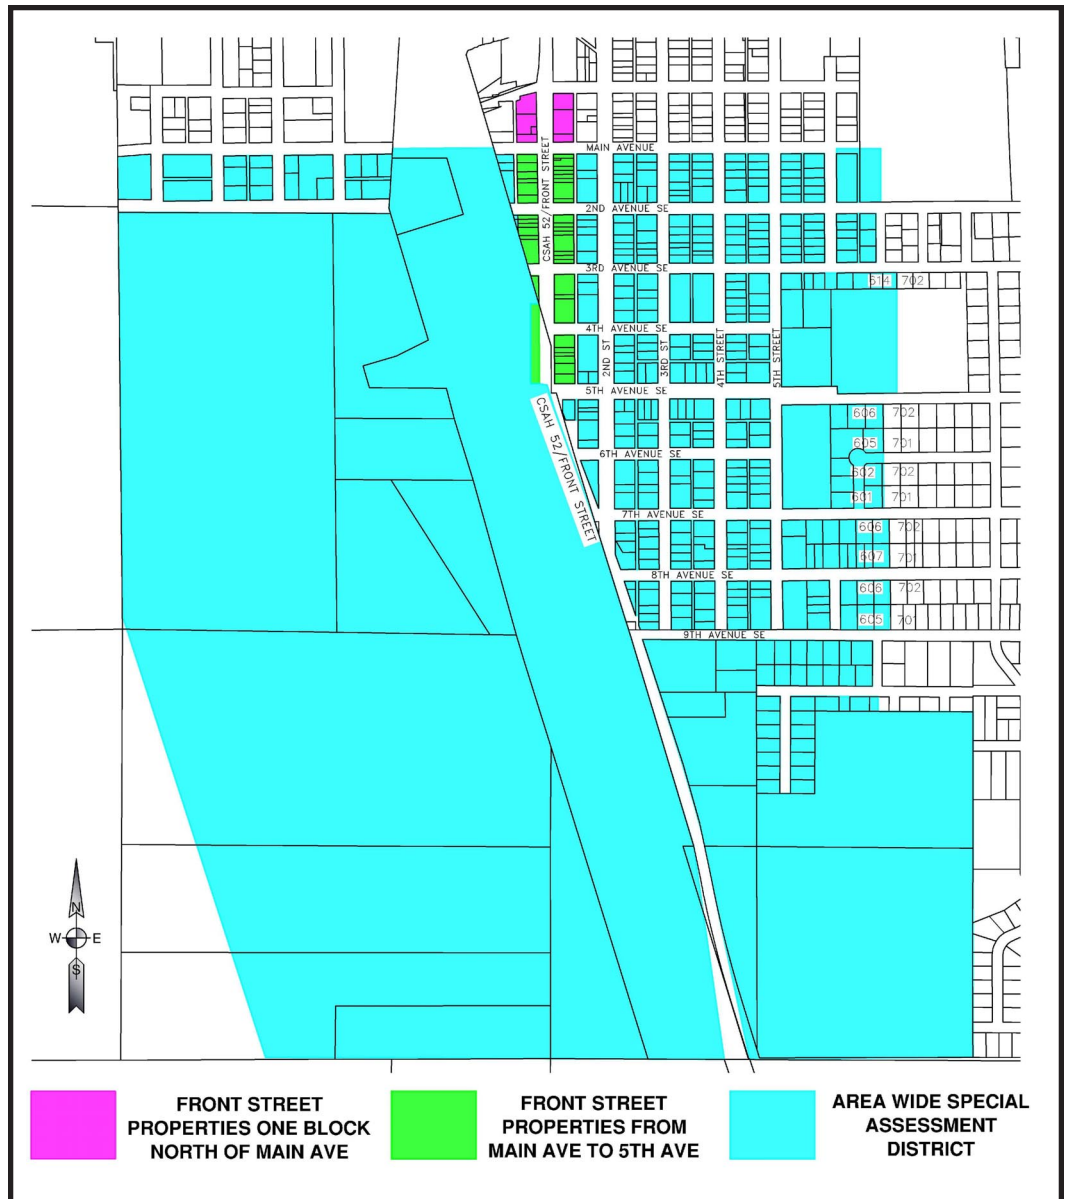 MAIN AVENUE
CSAH 52/FRONT STREET
2ND AVENUE SE
3RD AVENUE SE
614 702
4TH AVENUE SE
2ND ST
3RD ST
4TH STREET
5TH STREET
5TH AVENUE SE
606 702
CSAH 52/FRONT STREET
605 701
6TH AVENUE SE
602 702
601 701
7TH AVENUE SE
606 702
607 701
8TH AVENUE SE
606 702
605 701
9TH AVENUE SE
N
W E
S
FRONT STREET
PROPERTIES ONE BLOCK
NORTH OF MAIN AVE
FRONT STREET
PROPERTIES FROM
MAIN AVE TO 5TH AVE
AREA WIDE SPECIAL
ASSESSMENT
DISTRICT